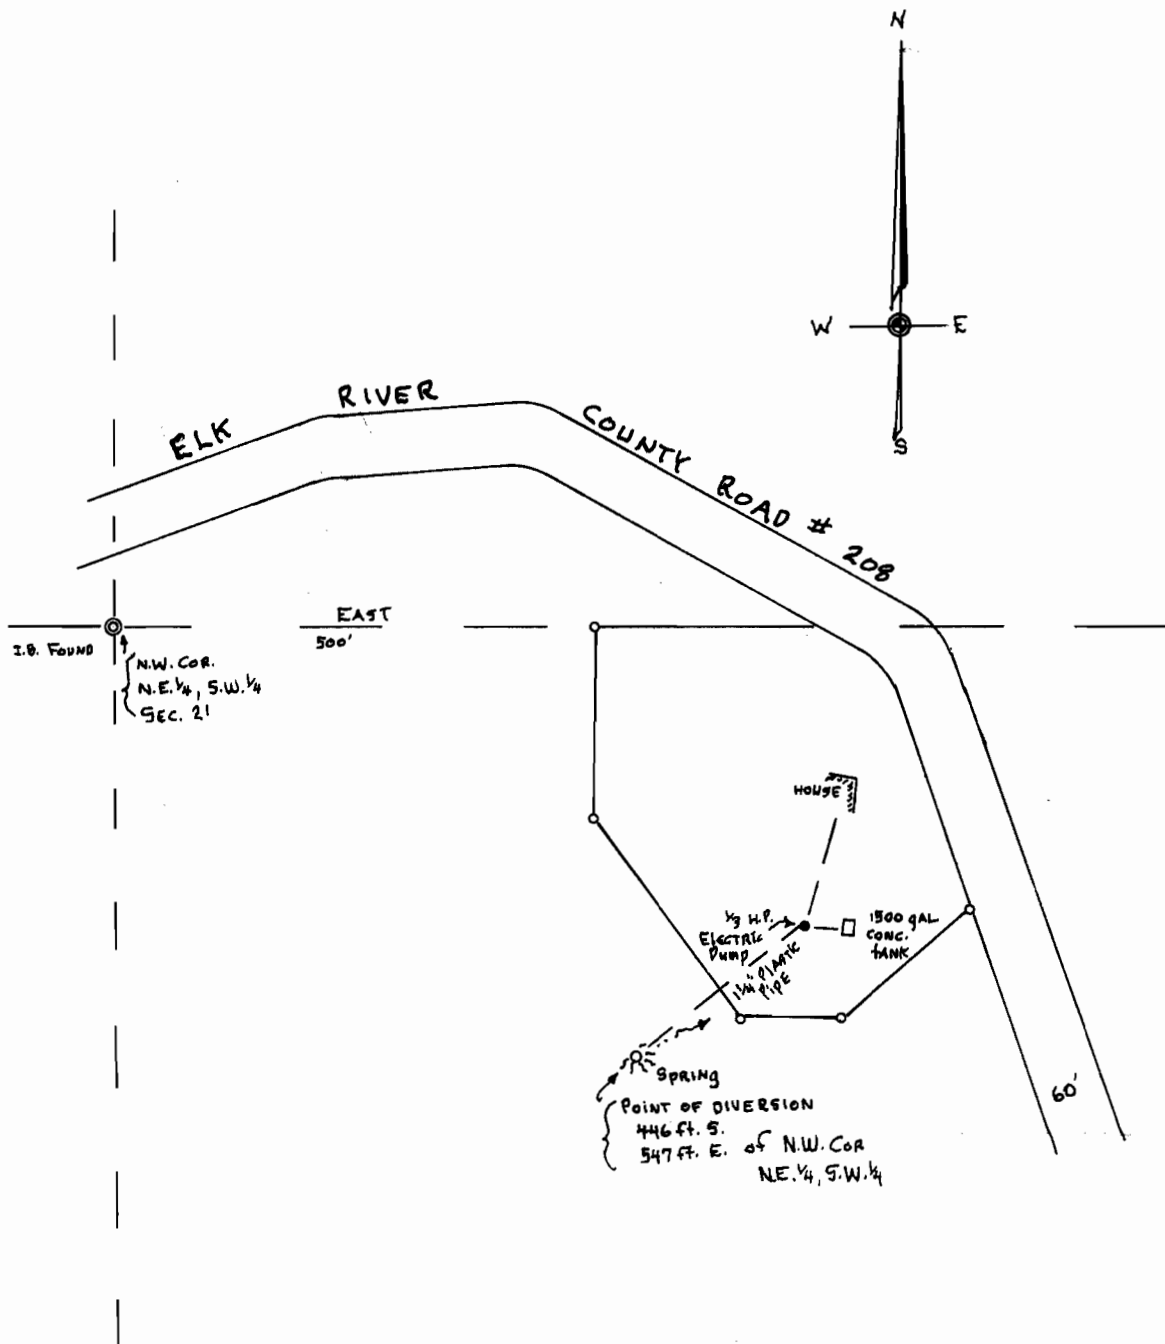 N
W E
S
ELK RIVER COUNTY ROAD # 208
EAST
500'
I.B. FOUND
N.W. COR.
N.E. ¼, S.W. ¼
SEC. 21
HOUSE
⅓ H.P.
ELECTRIC
PUMP
1500 GAL
CONC.
TANK
1¼" PLASTIC
PIPE
SPRING
POINT OF DIVERSION
446 ft. S.
547 ft. E. of N.W. COR
N.E. ¼, S.W. ¼
60'